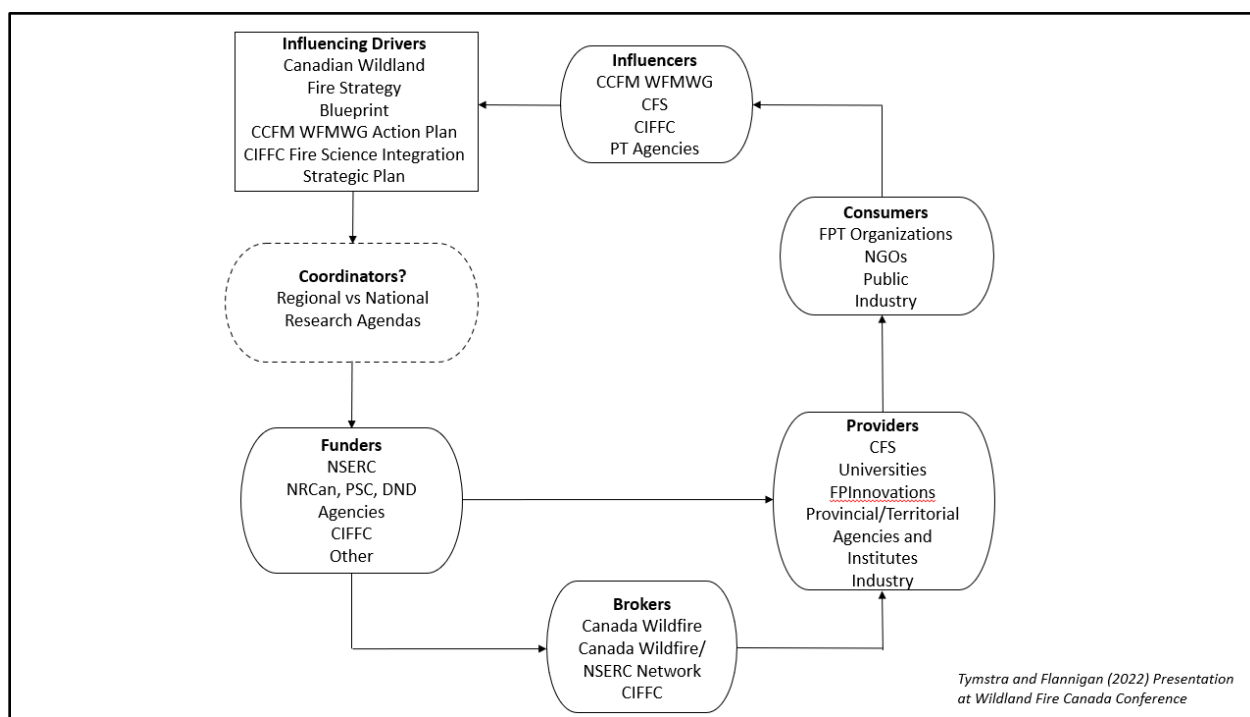 Influencing Drivers
Canadian Wildland
Fire Strategy
Blueprint
CCFM WFMWG Action Plan
CIFFC Fire Science Integration
Strategic Plan
Influencers
CCFM WFMWG
CFS
CIFFC
PT Agencies
Consumers
FPT Organizations
NGOs
Public
Industry
Coordinators?
Regional vs National
Research Agendas
Funders
NSERC
NRCan, PSC, DND
Agencies
CIFFC
Other
Providers
CFS
Universities
FPInnovations
Provincial/Territorial
Agencies and
Institutes
Industry
Brokers
Canada Wildfire
Canada Wildfire/
NSERC Network
CIFFC
Tymstra and Flannigan (2022) Presentation
at Wildland Fire Canada Conference